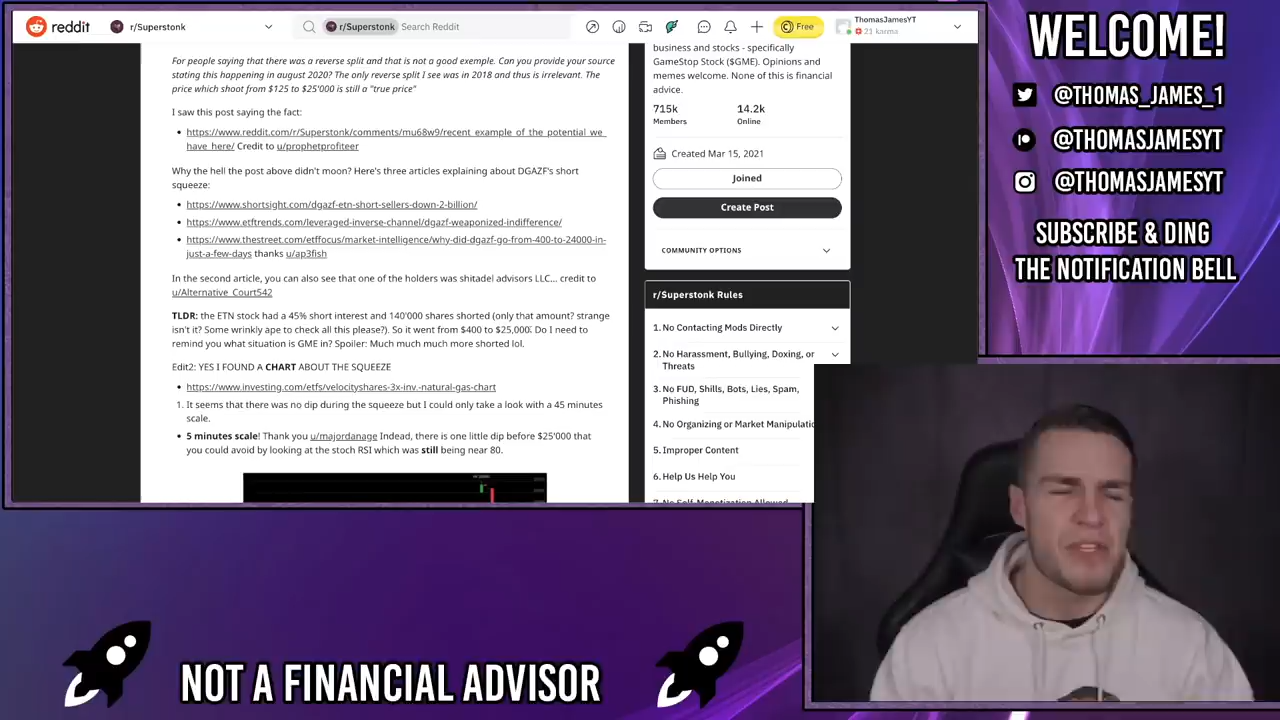 reddit
r/Superstonk
r/Superstonk Search Reddit
Free
ThomasJamesYT
21 karma
For people saying that there was a reverse split and that is not a good exemple. Can you provide your source
stating this happening in august 2020? The only reverse split I see was in 2018 and thus is irrelevant. The
price which shoot from $125 to $25'000 is still a "true price"
I saw this post saying the fact:
https://www.reddit.com/r/Superstonk/comments/mu68w9/recent_example_of_the_potential_we_
have_here/ Credit to u/prophetprofiteer
Why the hell the post above didn't moon? Here's three articles explaining about DGAZF's short
squeeze:
https://www.shortsight.com/dgazf-etn-short-sellers-down-2-billion/
https://www.etftrends.com/leveraged-inverse-channel/dgazf-weaponized-indifference/
https://www.thestreet.com/etffocus/market-intelligence/why-did-dgazf-go-from-400-to-24000-in-
just-a-few-days thanks u/ap3fish
In the second article, you can also see that one of the holders was shitadel advisors LLC... credit to
u/Alternative_Court542
TLDR: the ETN stock had a 45% short interest and 140'000 shares shorted (only that amount? strange
isn't it? Some wrinkly ape to check all this please?). So it went from $400 to $25,000. Do I need to
remind you what situation is GME in? Spoiler: Much much much more shorted lol.
Edit2: YES I FOUND A CHART ABOUT THE SQUEEZE
https://www.investing.com/etfs/velocityshares-3x-inv.-natural-gas-chart
1. It seems that there was no dip during the squeeze but I could only take a look with a 45 minutes
scale.
5 minutes scale! Thank you u/majordanage Indeed, there is one little dip before $25'000 that
you could avoid by looking at the stoch RSI which was still being near 80.
business and stocks - specifically
GameStop Stock ($GME). Opinions and
memes welcome. None of this is financial
advice.
715k 14.2k
Members Online
Created Mar 15, 2021
Joined
Create Post
COMMUNITY OPTIONS
r/Superstonk Rules
1. No Contacting Mods Directly
2. No Harassment, Bullying, Doxing, or
Threats
3. No FUD, Shills, Bots, Lies, Spam,
Phishing
4. No Organizing or Market Manipulatio
5. Improper Content
6. Help Us Help You
7. No Self-Monetization Allowed
WELCOME!
@THOMAS_JAMES_1
@THOMASJAMESYT
@THOMASJAMESYT
SUBSCRIBE & DING
THE NOTIFICATION BELL
NOT A FINANCIAL ADVISOR